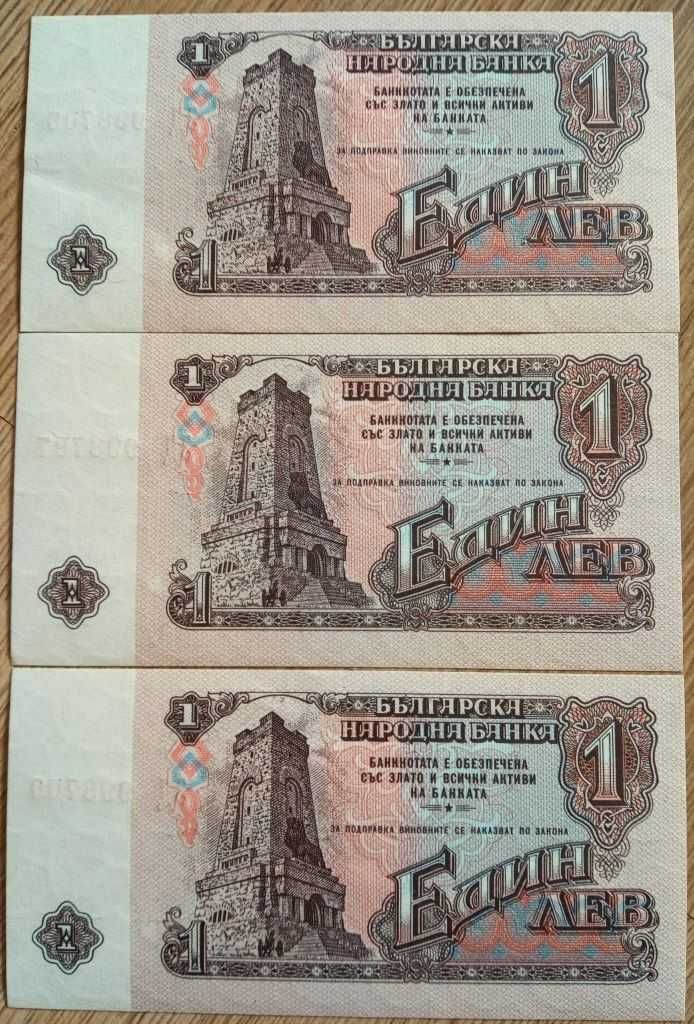 1
БЪЛГАРСКА
НАРОДНА БАНКА
1
БАНКНОТАТА Е ОБЕЗПЕЧЕНА
СЪС ЗЛАТО И ВСИЧКИ АКТИВИ
НА БАНКАТА
ЗА ПОДПРАВКА ВИНОВНИТЕ СЕ НАКАЗВАТ ПО ЗАКОНА
ЕДИН
ЛЕВ
1
1
1
БЪЛГАРСКА
НАРОДНА БАНКА
1
БАНКНОТАТА Е ОБЕЗПЕЧЕНА
СЪС ЗЛАТО И ВСИЧКИ АКТИВИ
НА БАНКАТА
ЗА ПОДПРАВКА ВИНОВНИТЕ СЕ НАКАЗВАТ ПО ЗАКОНА
ЕДИН
ЛЕВ
1
1
1
БЪЛГАРСКА
НАРОДНА БАНКА
1
БАНКНОТАТА Е ОБЕЗПЕЧЕНА
СЪС ЗЛАТО И ВСИЧКИ АКТИВИ
НА БАНКАТА
ЗА ПОДПРАВКА ВИНОВНИТЕ СЕ НАКАЗВАТ ПО ЗАКОНА
ЕДИН
ЛЕВ
1
1